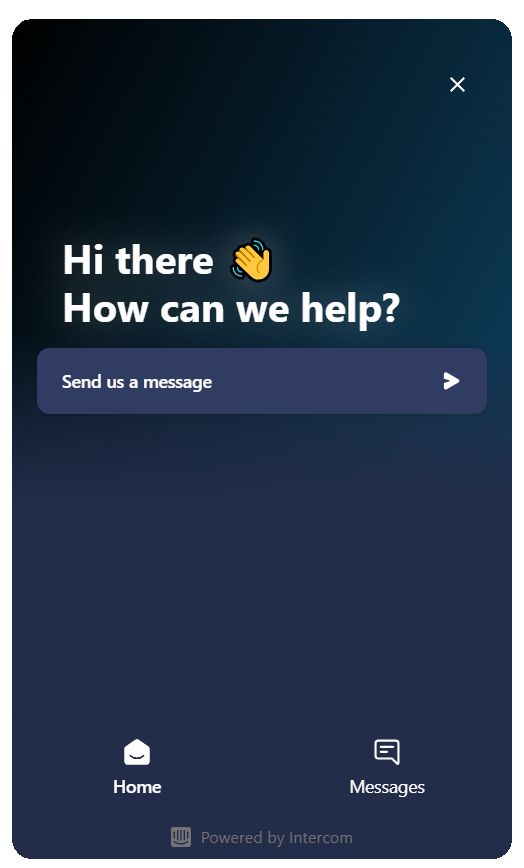 Hi there 👋
How can we help?
Send us a message
Home
Messages
Powered by Intercom